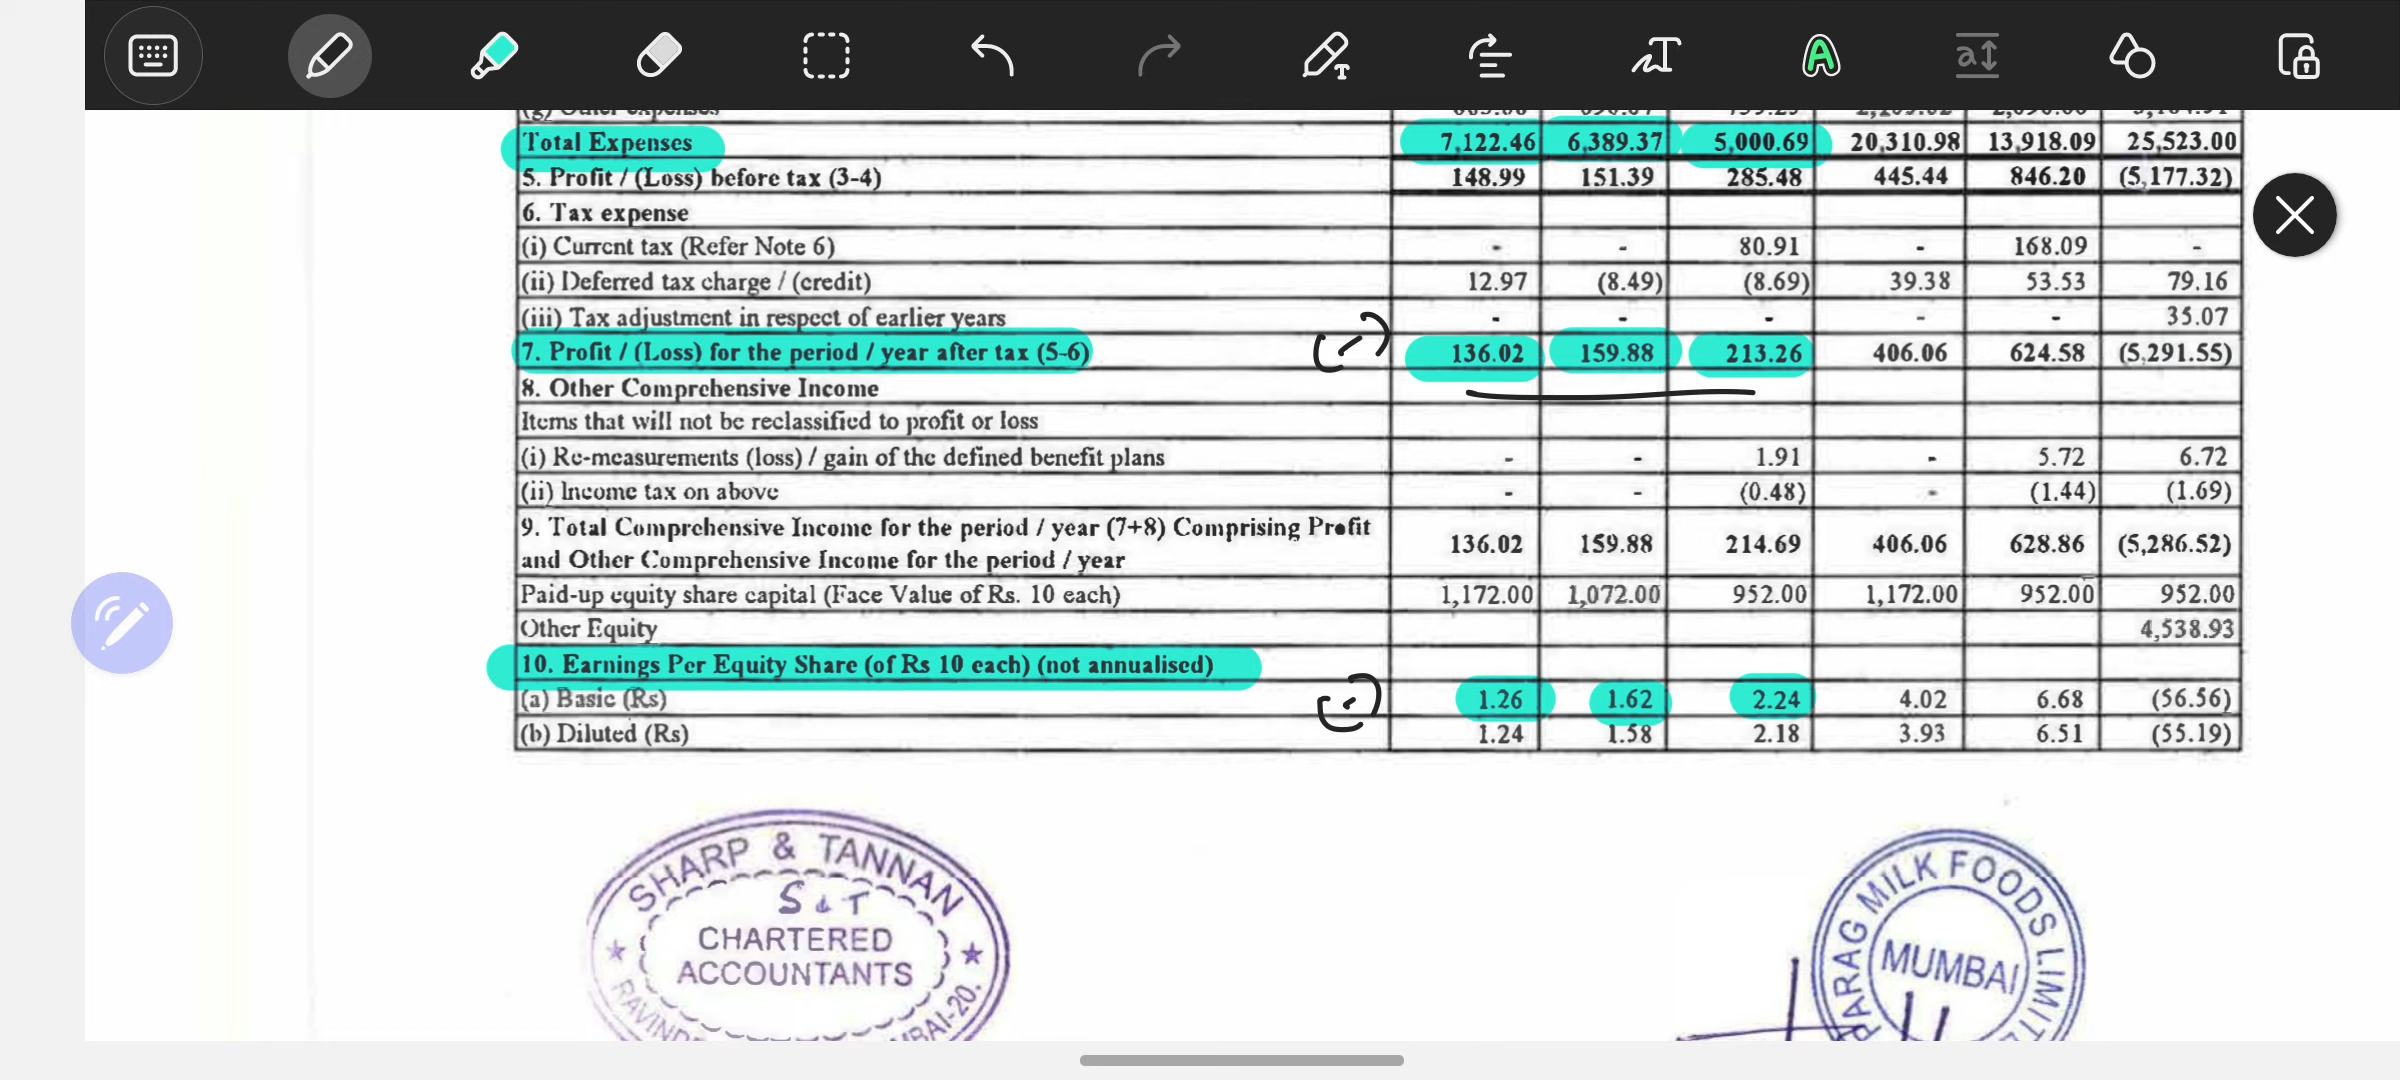 Total Expenses 7,122.46 6,389.37 5,000.69 20,310.98 13,918.09 25,523.00
5. Profit / (Loss) before tax (3-4) 148.99 151.39 285.48 445.44 846.20 (5,177.32)
6. Tax expense
(i) Current tax (Refer Note 6) - - 80.91 - 168.09 -
(ii) Deferred tax charge / (credit) 12.97 (8.49) (8.69) 39.38 53.53 79.16
(iii) Tax adjustment in respect of earlier years - - - - - 35.07
7. Profit / (Loss) for the period / year after tax (5-6) 136.02 159.88 213.26 406.06 624.58 (5,291.55)
8. Other Comprehensive Income
Items that will not be reclassified to profit or loss
(i) Re-measurements (loss) / gain of the defined benefit plans - - 1.91 - 5.72 6.72
(ii) Income tax on above - - (0.48) - (1.44) (1.69)
9. Total Comprehensive Income for the period / year (7+8) Comprising Profit
and Other Comprehensive Income for the period / year 136.02 159.88 214.69 406.06 628.86 (5,286.52)
Paid-up equity share capital (Face Value of Rs. 10 each) 1,172.00 1,072.00 952.00 1,172.00 952.00 952.00
Other Equity 4,538.93
10. Earnings Per Equity Share (of Rs 10 each) (not annualised)
(a) Basic (Rs) 1.26 1.62 2.24 4.02 6.68 (56.56)
(b) Diluted (Rs) 1.24 1.58 2.18 3.93 6.51 (55.19)
SHARP & TANNAN
S & T
CHARTERED
ACCOUNTANTS
PARAG MILK FOODS LIMITED
MUMBAI